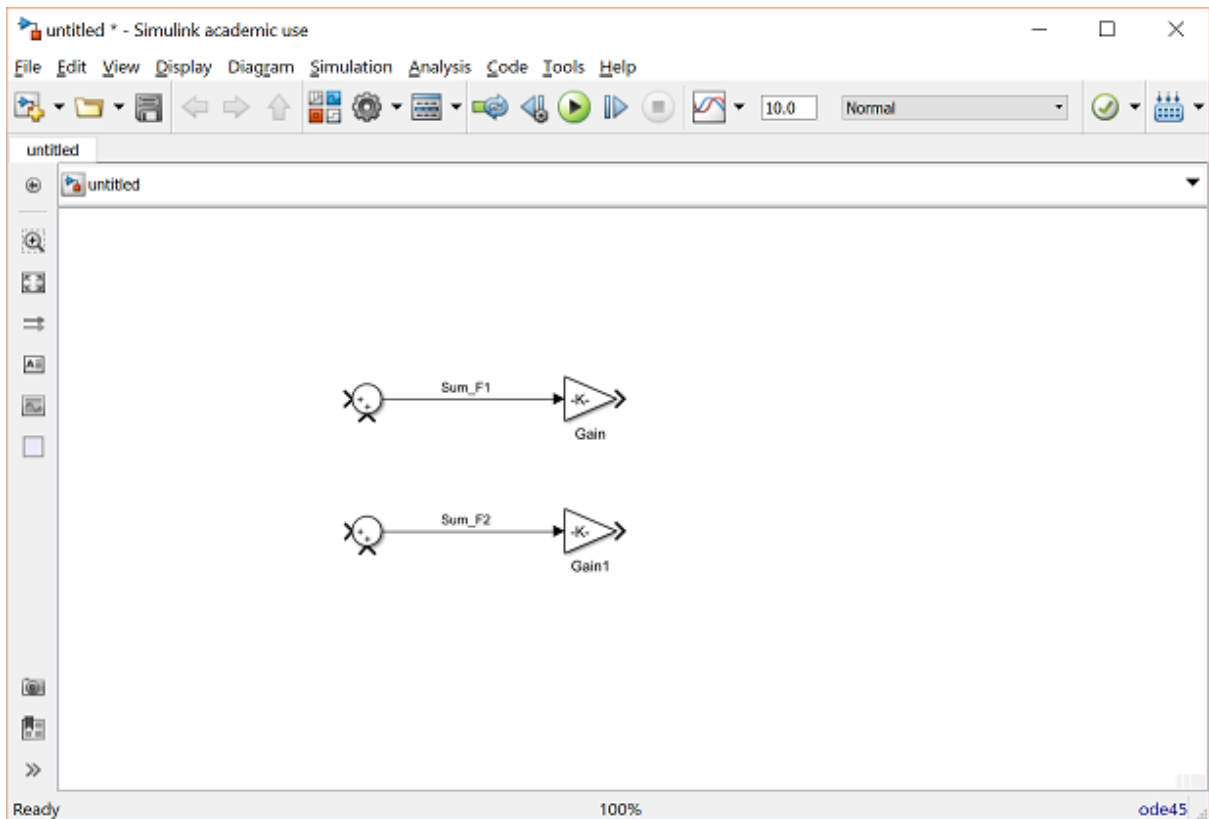 untitled * - Simulink academic use
File Edit View Display Diagram Simulation Analysis Code Tools Help
10.0 Normal
untitled
untitled
Sum_F1
-K-
Gain
Sum_F2
-K-
Gain1
Ready 100% ode45